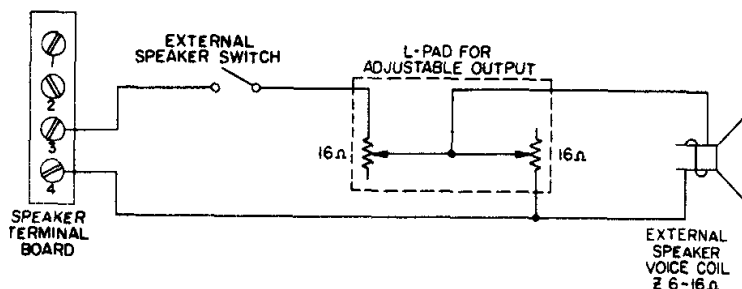 EXTERNAL
SPEAKER SWITCH
L-PAD FOR
ADJUSTABLE OUTPUT
1
2
3
4
16Ω
16Ω
SPEAKER
TERMINAL
BOARD
EXTERNAL
SPEAKER
VOICE COIL
Z 6-16Ω